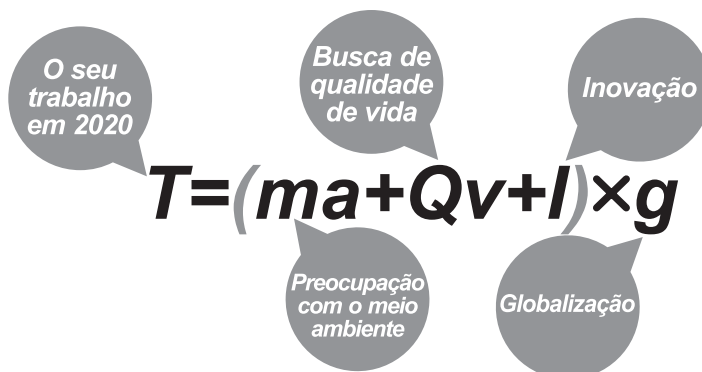 O seu
trabalho
em 2020
Busca de
qualidade
de vida
Inovação
T=(ma+Qv+I)×g
Preocupação
com o meio
ambiente
Globalização